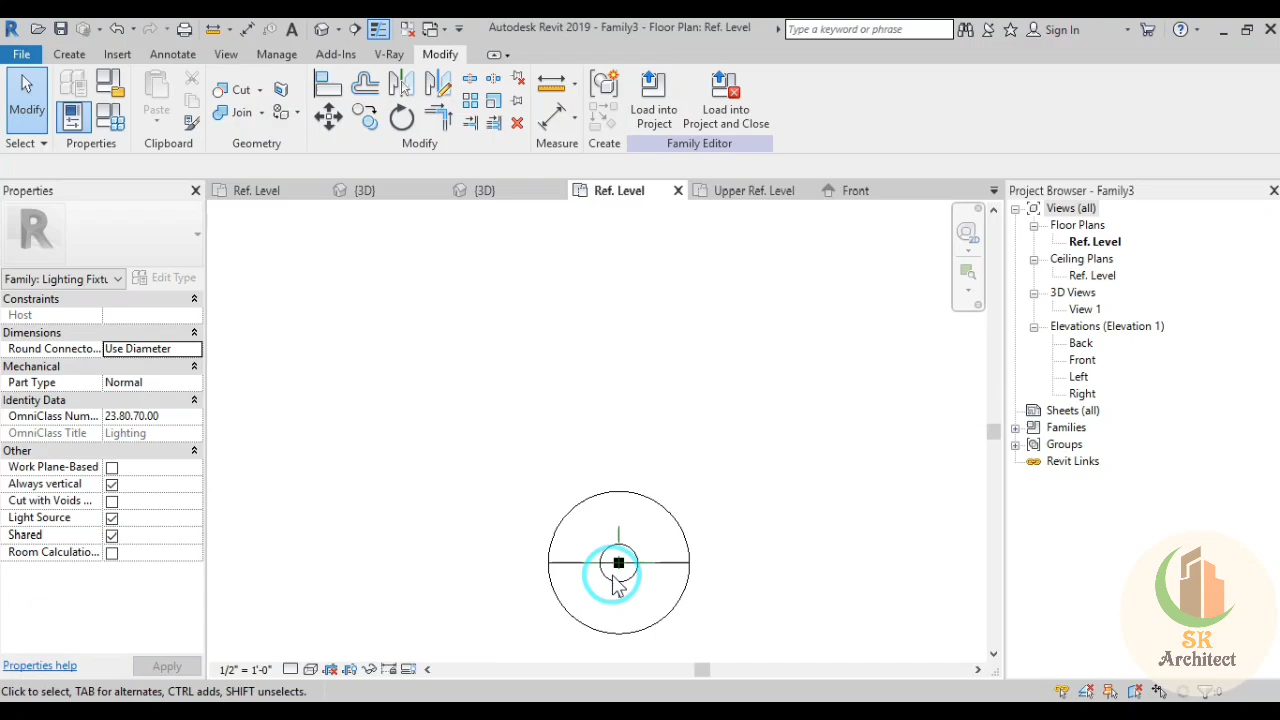 Autodesk Revit 2019 - Family3 - Floor Plan: Ref. Level
Type a keyword or phrase
Sign In
File Create Insert Annotate View Manage Add-Ins V-Ray Modify
Modify
Paste
Cut
Join
Load into Project
Load into Project and Close
Select Properties Clipboard Geometry Modify Measure Create Family Editor
Properties
Ref. Level {3D} {3D} Ref. Level Upper Ref. Level Front
Project Browser - Family3
Family: Lighting Fixtu
Edit Type
Constraints
Host
Dimensions
Round Connecto... Use Diameter
Mechanical
Part Type Normal
Identity Data
OmniClass Num... 23.80.70.00
OmniClass Title Lighting
Other
Work Plane-Based
Always vertical
Cut with Voids ...
Light Source
Shared
Room Calculatio...
Properties help
Apply
2D
Views (all)
Floor Plans
Ref. Level
Ceiling Plans
Ref. Level
3D Views
View 1
Elevations (Elevation 1)
Back
Front
Left
Right
Sheets (all)
Families
Groups
Revit Links
1/2" = 1'-0"
Click to select, TAB for alternates, CTRL adds, SHIFT unselects.
:0
SK
Architect